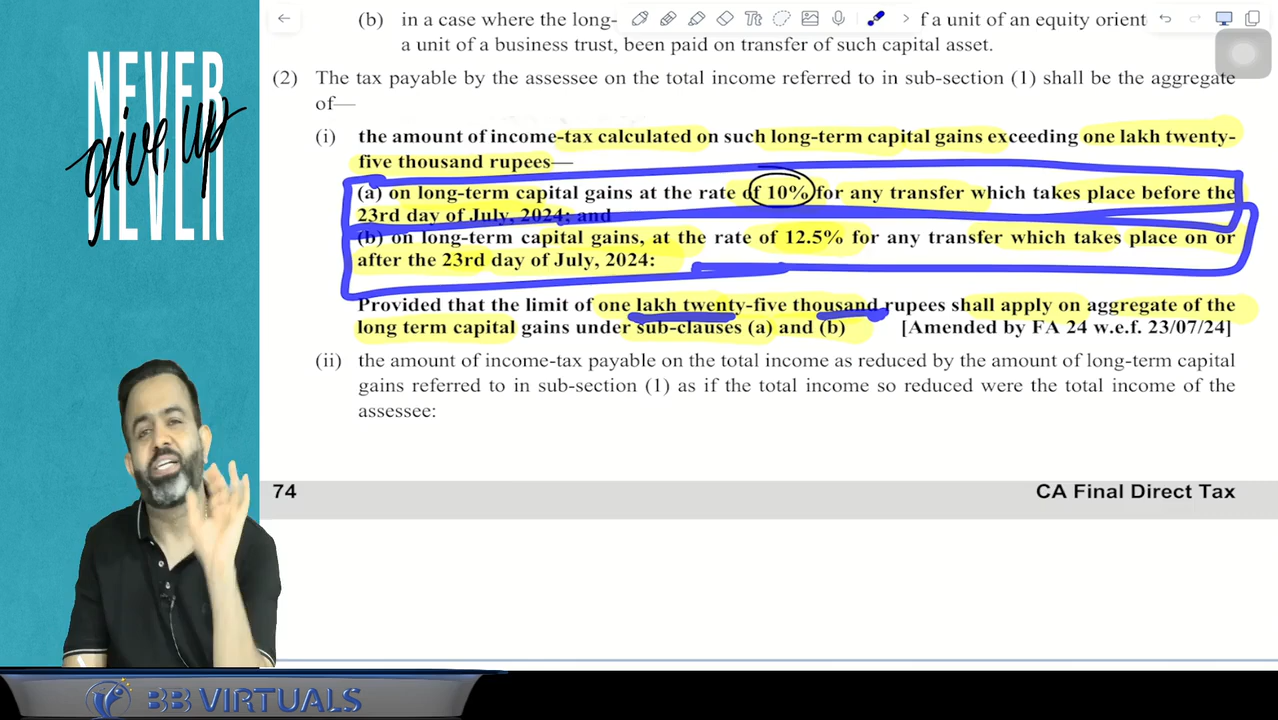 NEVER
give up
NEVER
(b) in a case where the long-
f a unit of an equity orient
a unit of a business trust, been paid on transfer of such capital asset.
(2) The tax payable by the assessee on the total income referred to in sub-section (1) shall be the aggregate
of—
(i) the amount of income-tax calculated on such long-term capital gains exceeding one lakh twenty-
five thousand rupees—
(a) on long-term capital gains at the rate of 10% for any transfer which takes place before the
23rd day of July, 2024; and
(b) on long-term capital gains, at the rate of 12.5% for any transfer which takes place on or
after the 23rd day of July, 2024:
Provided that the limit of one lakh twenty-five thousand rupees shall apply on aggregate of the
long term capital gains under sub-clauses (a) and (b) [Amended by FA 24 w.e.f. 23/07/24]
(ii) the amount of income-tax payable on the total income as reduced by the amount of long-term capital
gains referred to in sub-section (1) as if the total income so reduced were the total income of the
assessee:
74 CA Final Direct Tax
BB VIRTUALS